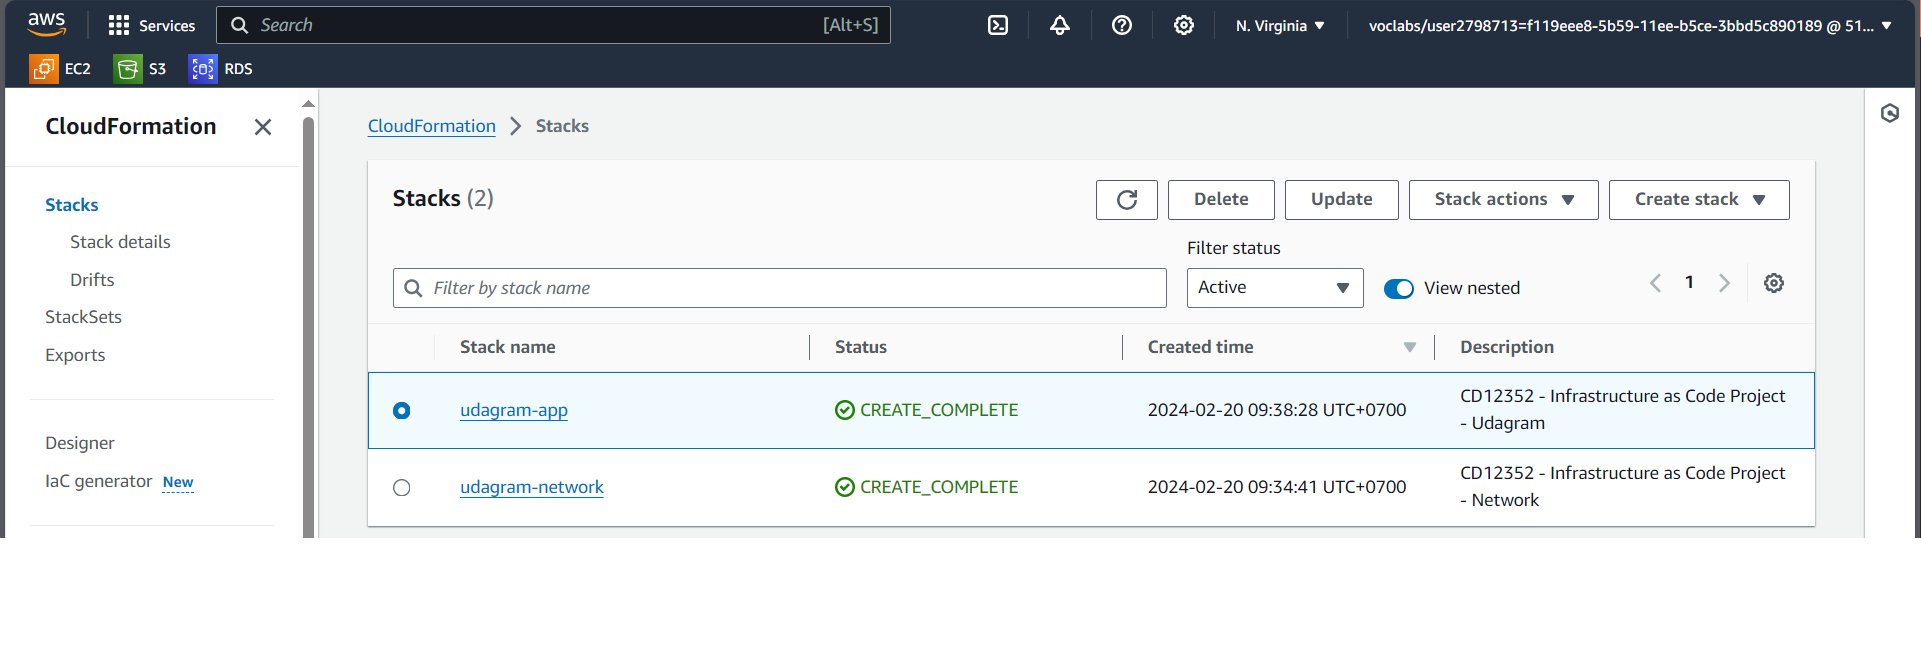 aws
Services
Search [Alt+S]
N. Virginia
voclabs/user2798713=f119eee8-5b59-11ee-b5ce-3bbd5c890189 @ 51...
EC2 S3 RDS
CloudFormation
Stacks
Stack details
Drifts
StackSets
Exports
Designer
IaC generator New
CloudFormation Stacks
Stacks (2)
Delete Update Stack actions Create stack
Filter status
Filter by stack name
Active
View nested
1
Stack name Status Created time Description
udagram-app CREATE_COMPLETE 2024-02-20 09:38:28 UTC+0700 CD12352 - Infrastructure as Code Project
- Udagram
udagram-network CREATE_COMPLETE 2024-02-20 09:34:41 UTC+0700 CD12352 - Infrastructure as Code Project
- Network